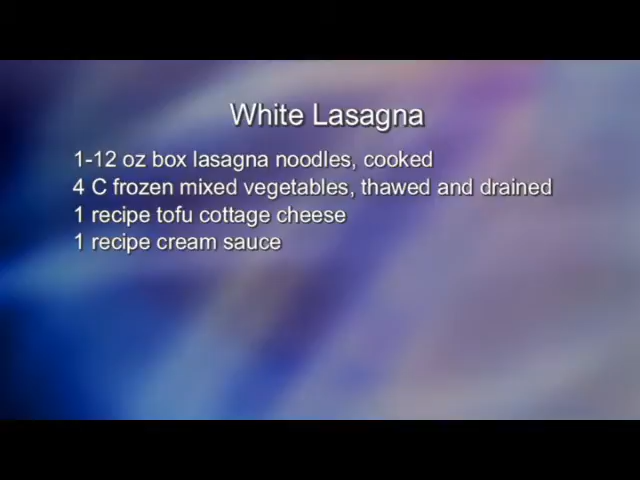 White Lasagna
1-12 oz box lasagna noodles, cooked
4 C frozen mixed vegetables, thawed and drained
1 recipe tofu cottage cheese
1 recipe cream sauce